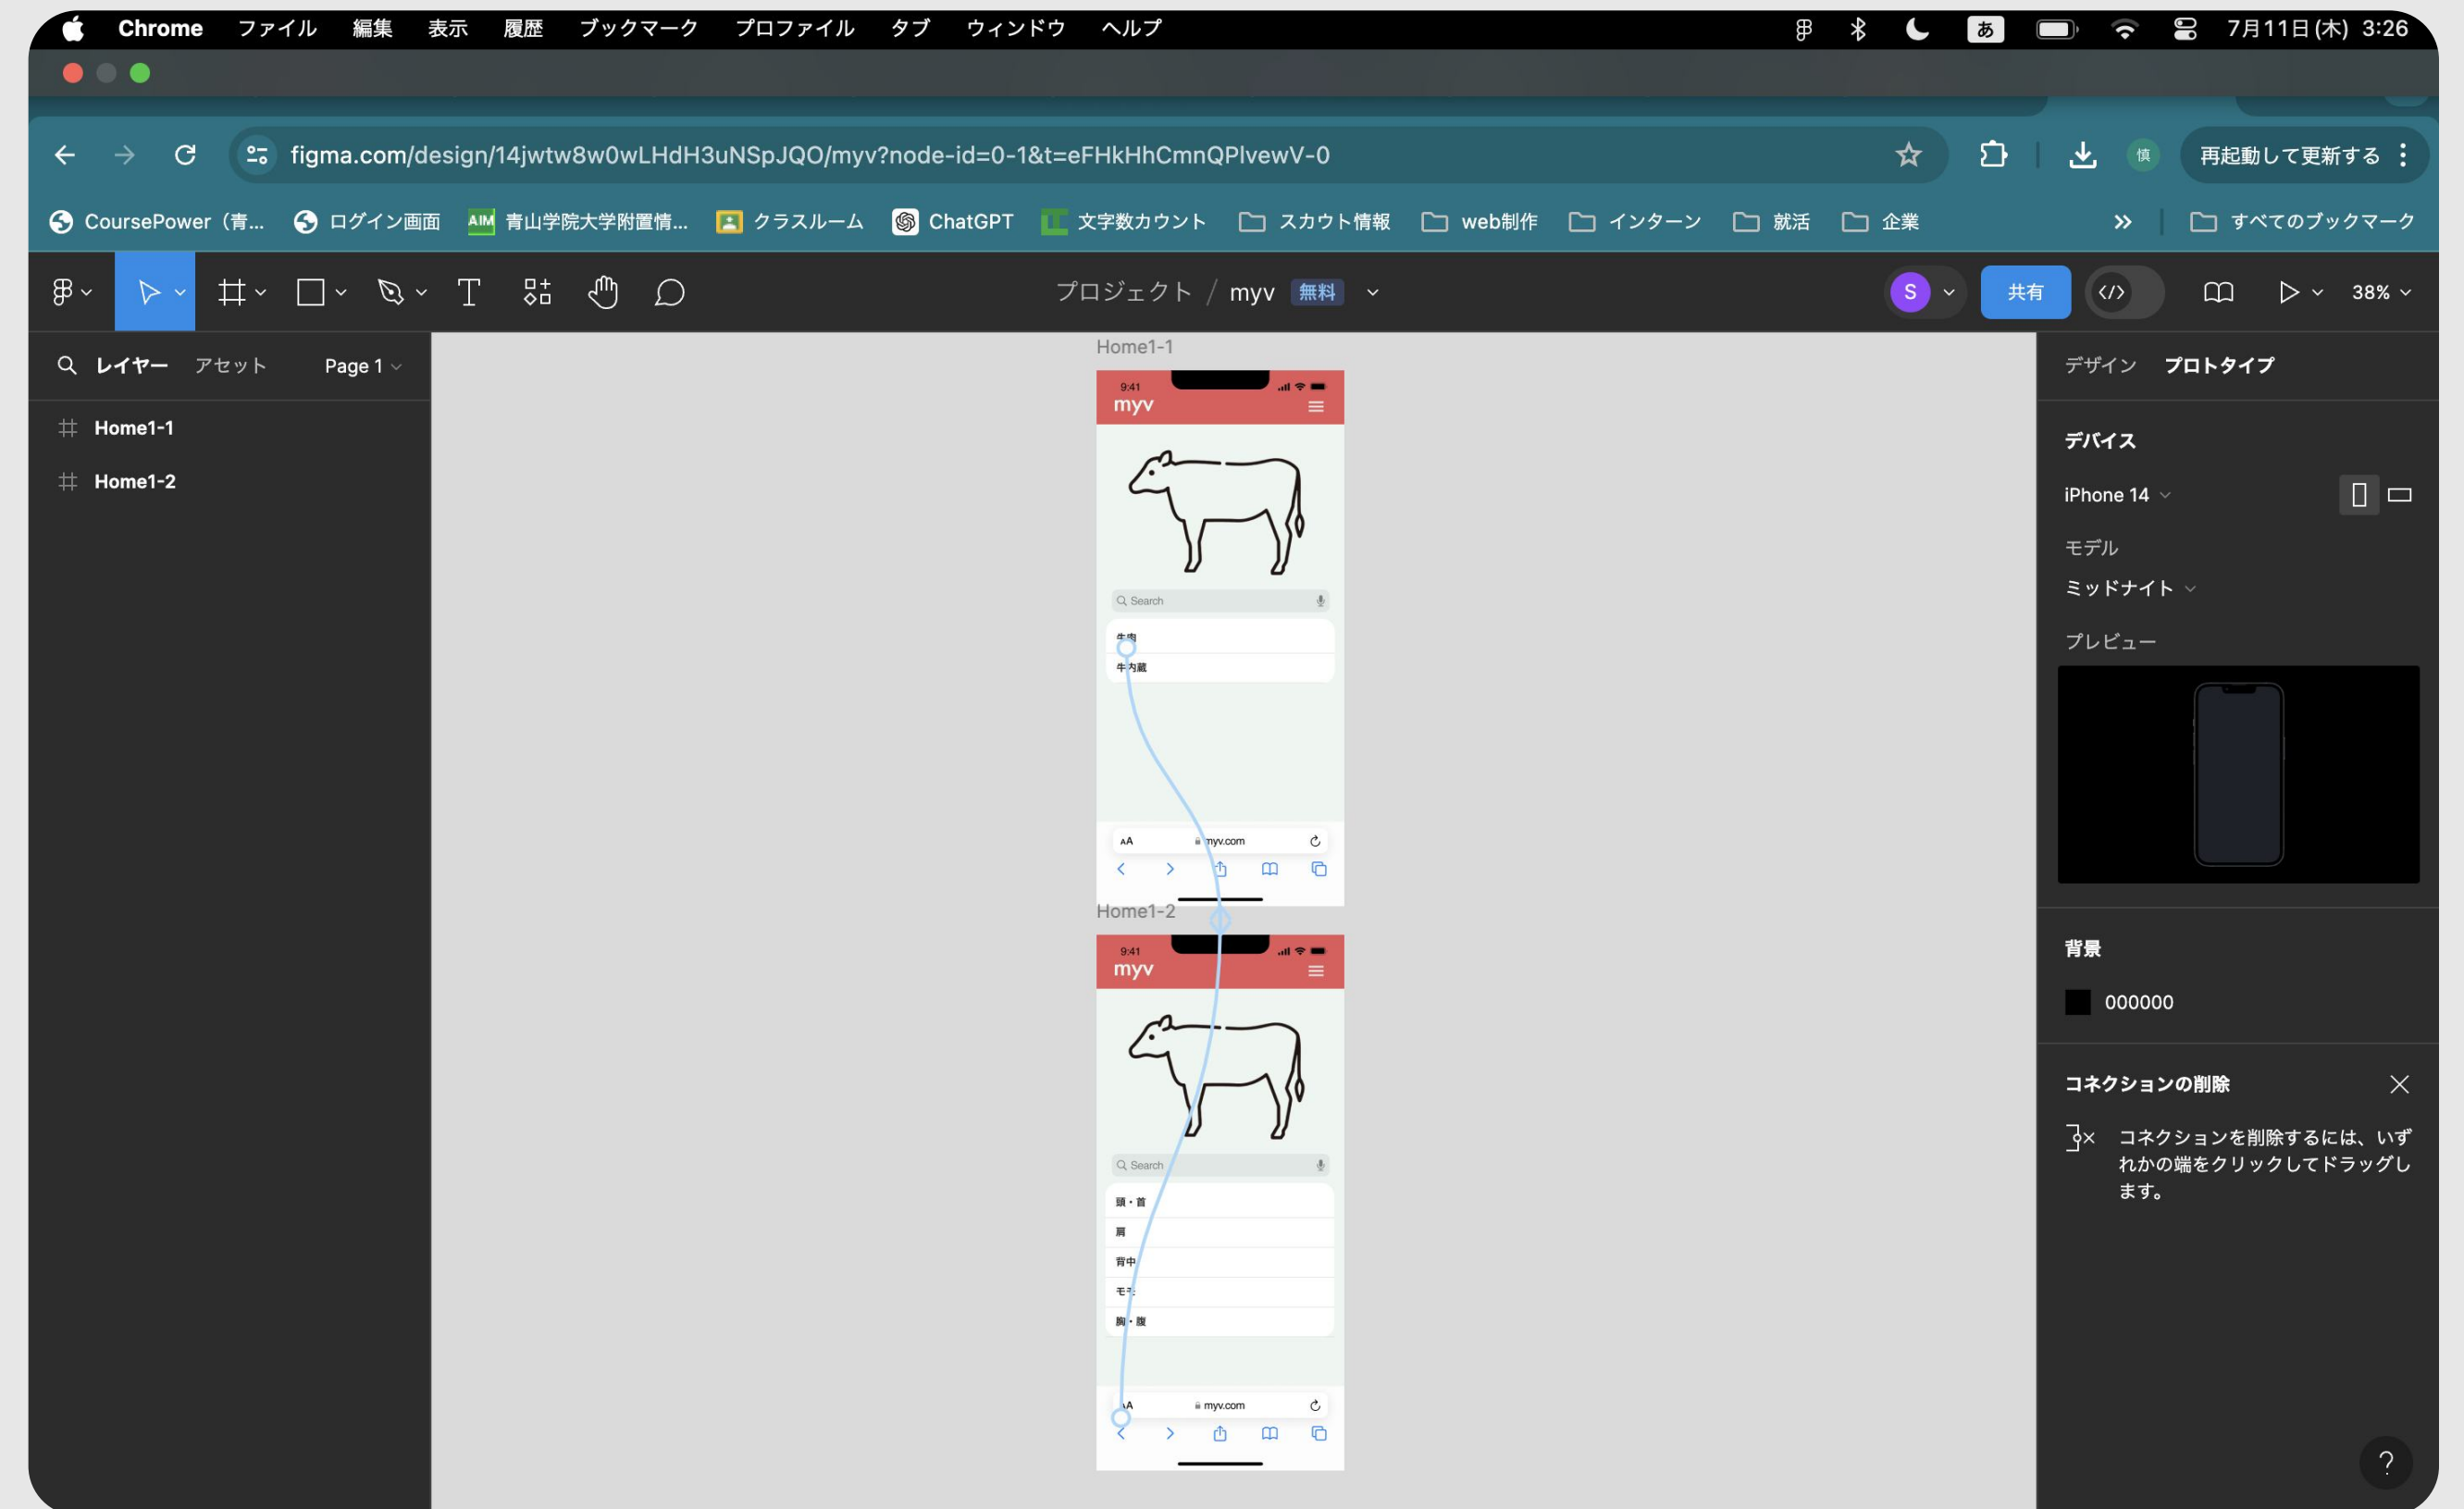 Chrome ファイル 編集 表示 履歴 ブックマーク プロファイル タブ ウィンドウ ヘルプ あ 7月11日(木) 3:26
figma.com/design/14jwtw8w0wLHdH3uNSpJQO/myv?node-id=0-1&t=eFHkHhCmnQPlvewV-0 慎 再起動して更新する
CoursePower（青... ログイン画面 AIM 青山学院大学附置情... クラスルーム ChatGPT 文字数カウント スカウト情報 web制作 インターン 就活 企業 » すべてのブックマーク
プロジェクト / myv 無料 S 共有 38%
レイヤー アセット Page 1
Home1-1
Home1-2
Home1-1
9:41
myv
Search
牛肉
牛内蔵
AA myv.com
Home1-2
9:41
myv
Search
頭・首
肩
背中
モモ
胸・腹
AA myv.com
デザイン プロトタイプ
デバイス
iPhone 14
モデル
ミッドナイト
プレビュー
背景
000000
コネクションの削除
コネクションを削除するには、いず
れかの端をクリックしてドラッグし
ます。
?